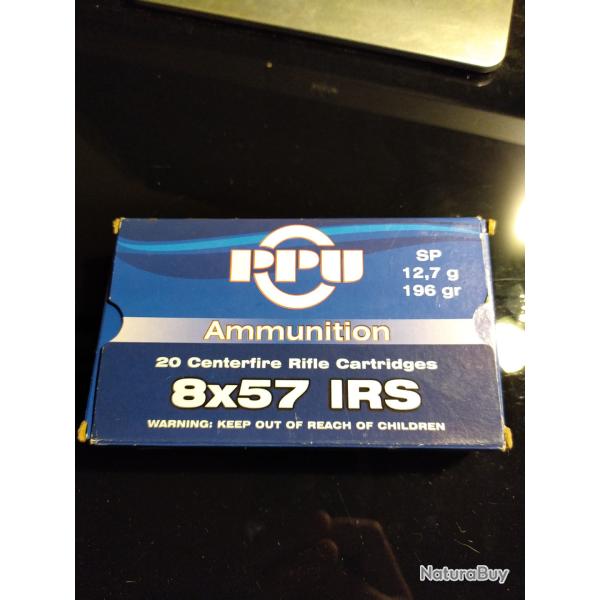 PPU
SP
12,7 g
196 gr
Ammunition
20 Centerfire Rifle Cartridges
8x57 IRS
WARNING: KEEP OUT OF REACH OF CHILDREN
NaturaBuy